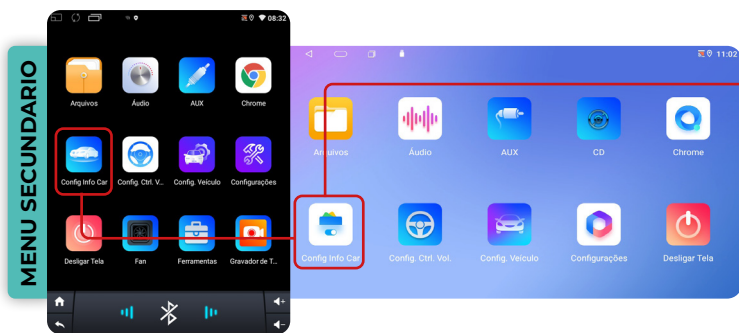 MENU SECUNDARIO
08:32
Arquivos
Áudio
AUX
Chrome
Config Info Car
Config. Ctrl. V...
Config. Veículo
Configurações
Desligar Tela
Fan
Ferramentas
Gravador de T...
11:02
Arquivos
Áudio
AUX
CD
Chrome
Config Info Car
Config. Ctrl. Vol.
Config. Veículo
Configurações
Desligar Tela